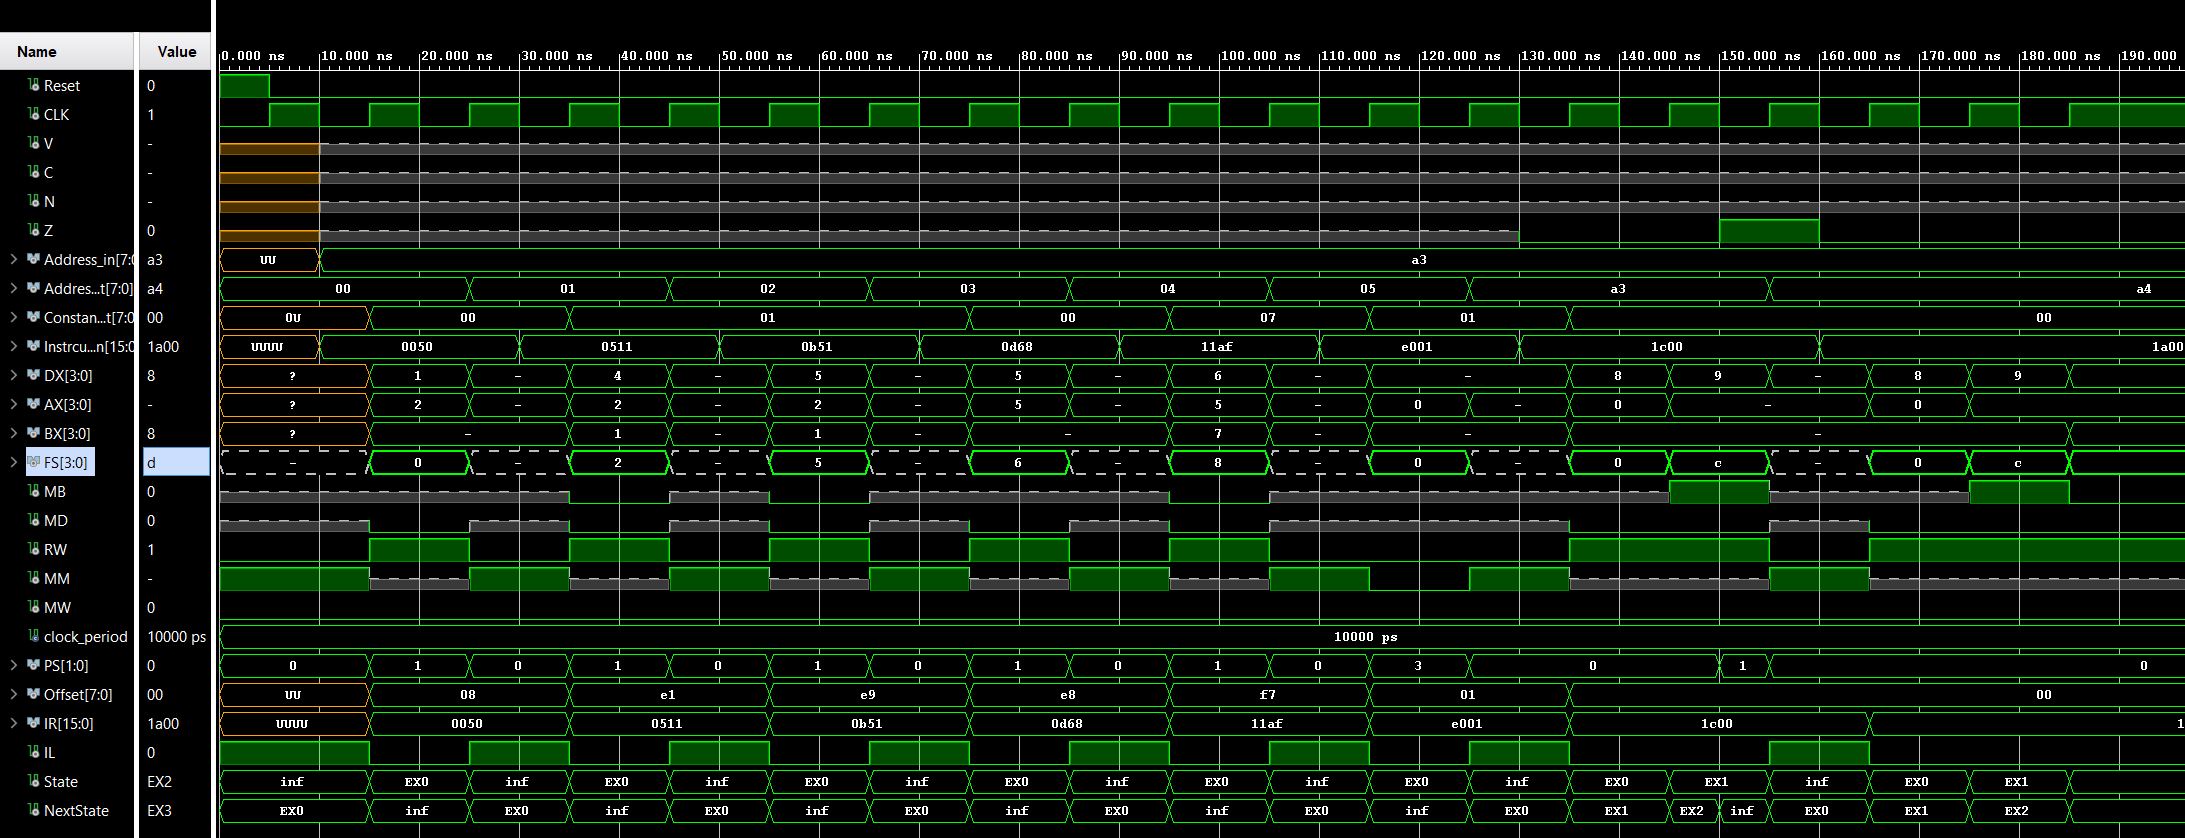 Name Value 0.000 ns 10.000 ns 20.000 ns 30.000 ns 40.000 ns 50.000 ns 60.000 ns 70.000 ns 80.000 ns 90.000 ns 100.000 ns 110.000 ns 120.000 ns 130.000 ns 140.000 ns 150.000 ns 160.000 ns 170.000 ns 180.000 ns 190.000
Reset 0
CLK 1
V -
C -
N -
Z 0
Address_in[7:0 a3 UU a3
Addres...t[7:0] a4 00 01 02 03 04 05 a3 a4
Constan...t[7:0 00 0U 00 01 00 07 01 00
Instrcu...n[15:0 1a00 UUUU 0050 0511 0b51 0d68 11af e001 1c00 1a00
DX[3:0] 8 ? 1 - 4 - 5 - 5 - 6 - - 8 9 - 8 9
AX[3:0] - ? 2 - 2 - 2 - 5 - 5 - 0 - 0 - 0
BX[3:0] 8 ? - 1 - 1 - - 7 - - -
FS[3:0] d - 0 - 2 - 5 - 6 - 8 - 0 - 0 c - 0 c
MB 0
MD 0
RW 1
MM -
MW 0
clock_period 10000 ps 10000 ps
PS[1:0] 0 0 1 0 1 0 1 0 1 0 1 0 3 0 1 0
Offset[7:0] 00 UU 08 e1 e9 e8 f7 01 00
IR[15:0] 1a00 UUUU 0050 0511 0b51 0d68 11af e001 1c00 1
IL 0
State EX2 inf EX0 inf EX0 inf EX0 inf EX0 inf EX0 inf EX0 inf EX0 EX1 inf EX0 EX1
NextState EX3 EX0 inf EX0 inf EX0 inf EX0 inf EX0 inf EX0 inf EX0 EX1 EX2 inf EX0 EX1 EX2